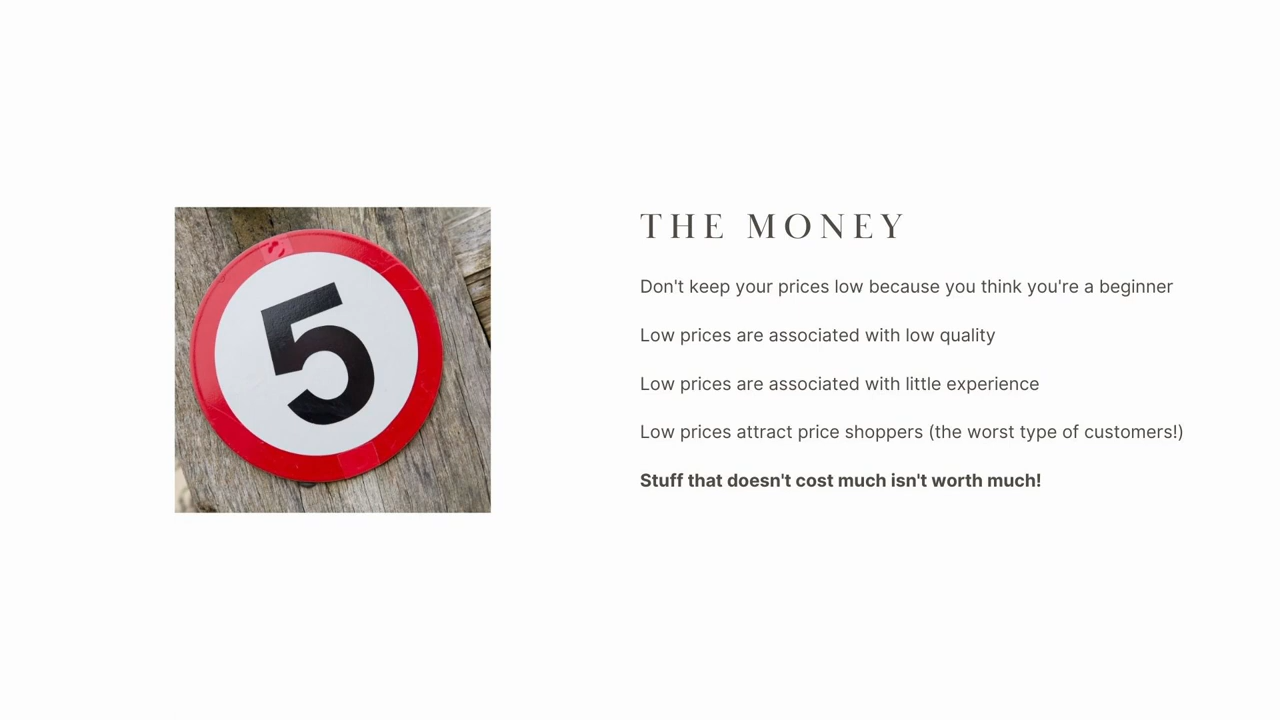 5
THE MONEY
Don't keep your prices low because you think you're a beginner
Low prices are associated with low quality
Low prices are associated with little experience
Low prices attract price shoppers (the worst type of customers!)
Stuff that doesn't cost much isn't worth much!